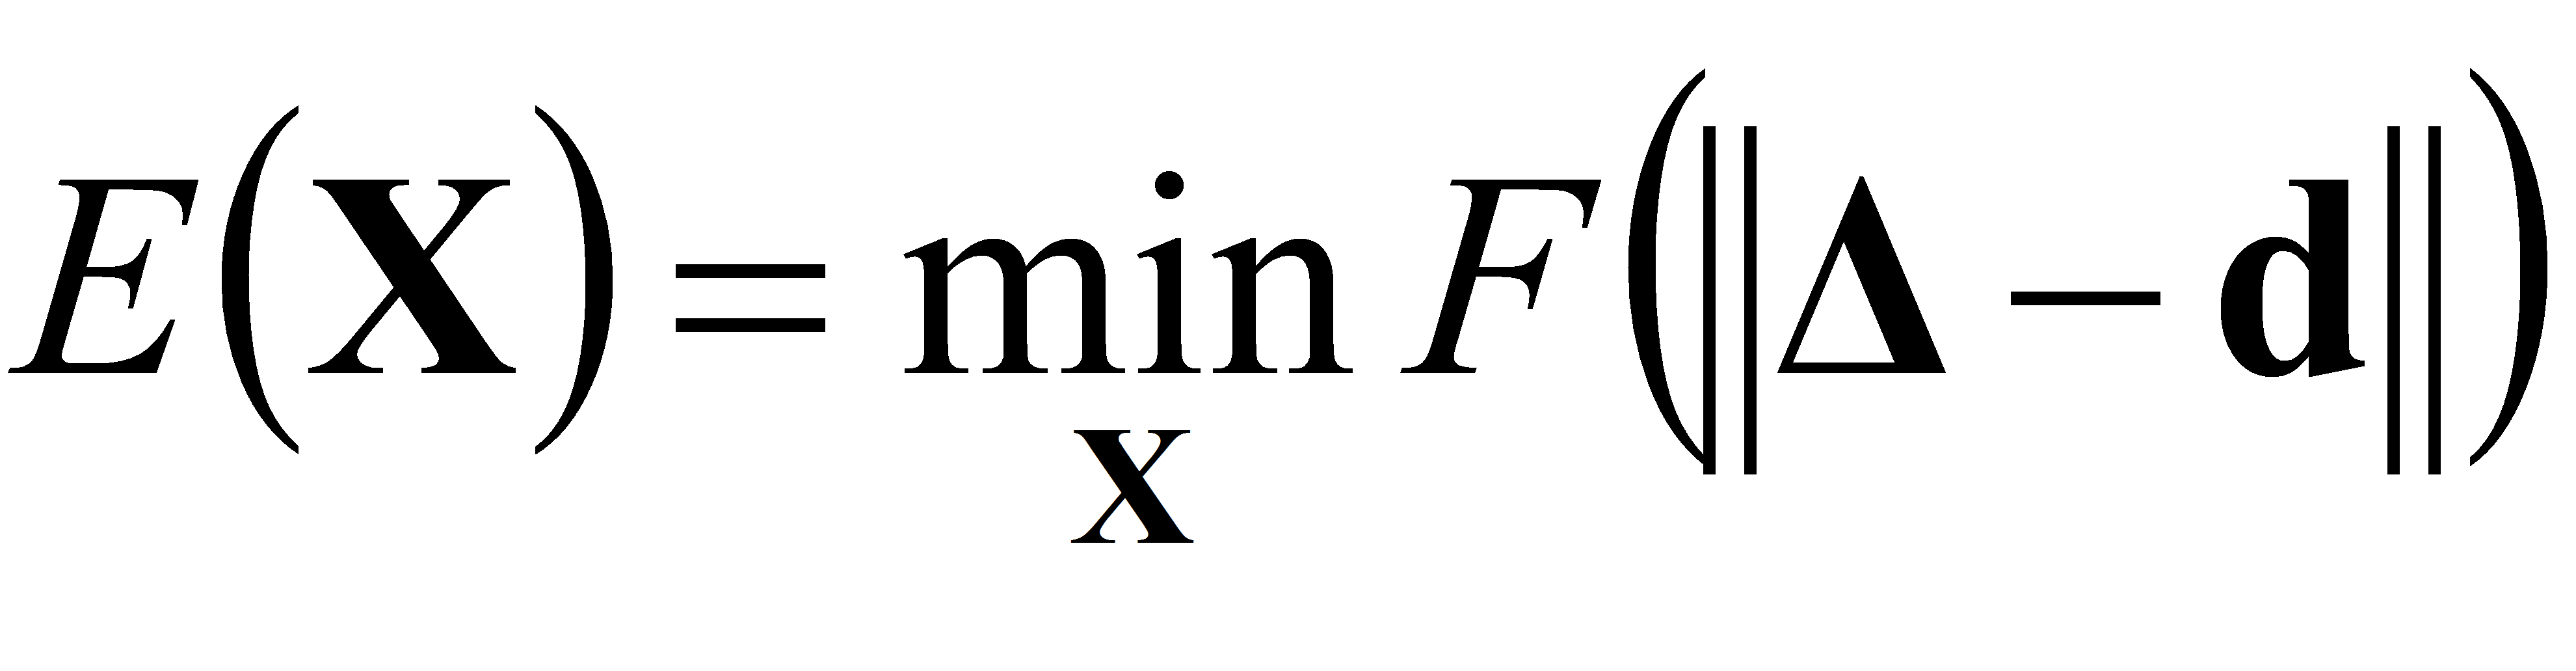 E(X) = min F(‖Δ − d‖)
X